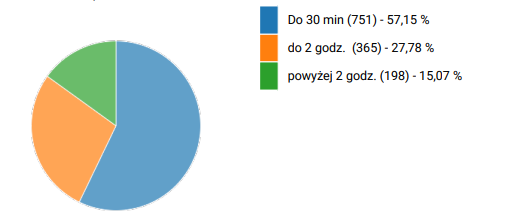 Do 30 min (751) - 57,15 %
do 2 godz. (365) - 27,78 %
powyżej 2 godz. (198) - 15,07 %